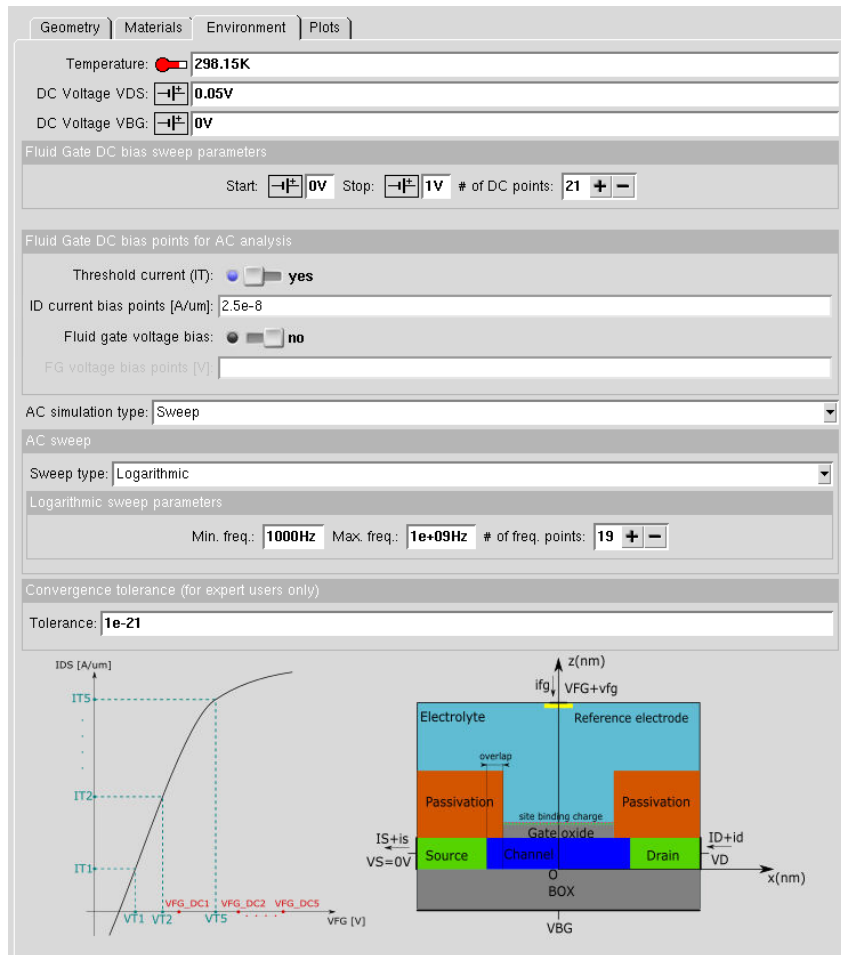 Geometry Materials Environment Plots
Temperature: 298.15K
DC Voltage VDS: 0.05V
DC Voltage VBG: 0V
Fluid Gate DC bias sweep parameters
Start: 0V Stop: 1V # of DC points: 21 + −
Fluid Gate DC bias points for AC analysis
Threshold current (IT): yes
ID current bias points [A/um]: 2.5e-8
Fluid gate voltage bias: no
FG voltage bias points [V]:
AC simulation type: Sweep
AC sweep
Sweep type: Logarithmic
Logarithmic sweep parameters
Min. freq.: 1000Hz Max. freq.: 1e+09Hz # of freq. points: 19 + −
Convergence tolerance (for expert users only)
Tolerance: 1e-21
IDS [A/um]
IT5
IT2
IT1
VFG_DC1 VFG_DC2 VFG_DC5
VT1 VT2 VT5
VFG [V]
z(nm)
ifg VFG+vfg
Electrolyte Reference electrode
overlap
Passivation Passivation
site binding charge
Gate oxide
IS+is ID+id
VS=0V Source Channel Drain VD
O x(nm)
BOX
VBG